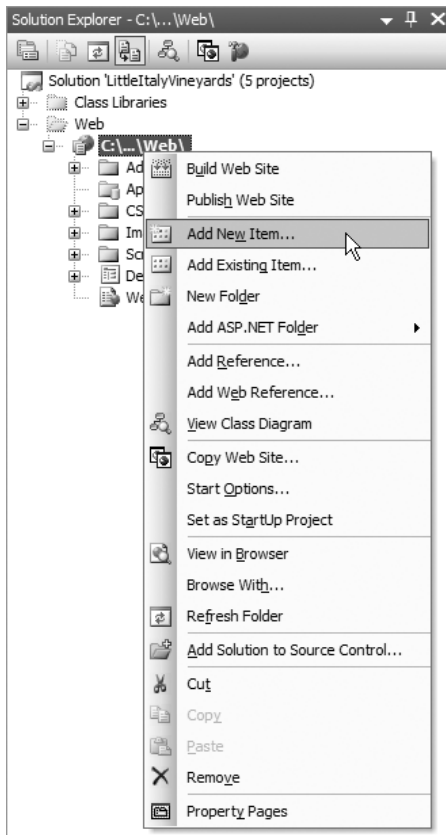 Solution Explorer - C:\...\Web\
Solution 'LittleItalyVineyards' (5 projects)
Class Libraries
Web
C:\...\Web\
Ad
Ap
CS
Im
Scr
De
We
Build Web Site
Publish Web Site
Add New Item...
Add Existing Item...
New Folder
Add ASP.NET Folder
Add Reference...
Add Web Reference...
View Class Diagram
Copy Web Site...
Start Options...
Set as StartUp Project
View in Browser
Browse With...
Refresh Folder
Add Solution to Source Control...
Cut
Copy
Paste
Remove
Property Pages